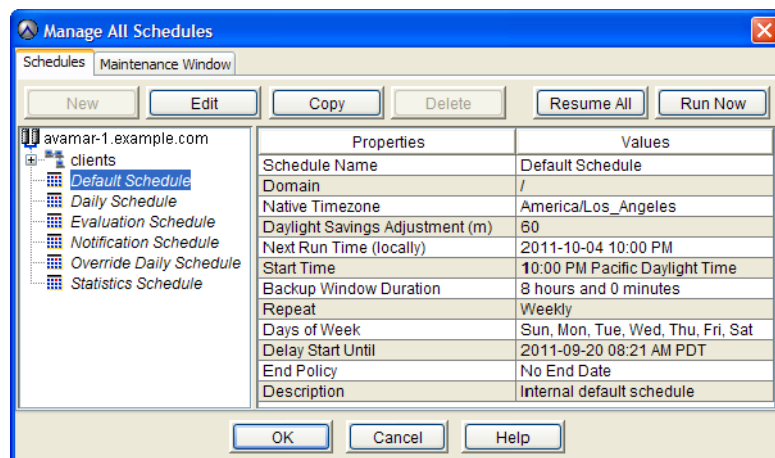 Manage All Schedules
Schedules Maintenance Window
New Edit Copy Delete Resume All Run Now
avamar-1.example.com
clients
Default Schedule
Daily Schedule
Evaluation Schedule
Notification Schedule
Override Daily Schedule
Statistics Schedule
Properties Values
Schedule Name Default Schedule
Domain /
Native Timezone America/Los_Angeles
Daylight Savings Adjustment (m) 60
Next Run Time (locally) 2011-10-04 10:00 PM
Start Time 10:00 PM Pacific Daylight Time
Backup Window Duration 8 hours and 0 minutes
Repeat Weekly
Days of Week Sun, Mon, Tue, Wed, Thu, Fri, Sat
Delay Start Until 2011-09-20 08:21 AM PDT
End Policy No End Date
Description Internal default schedule
OK Cancel Help